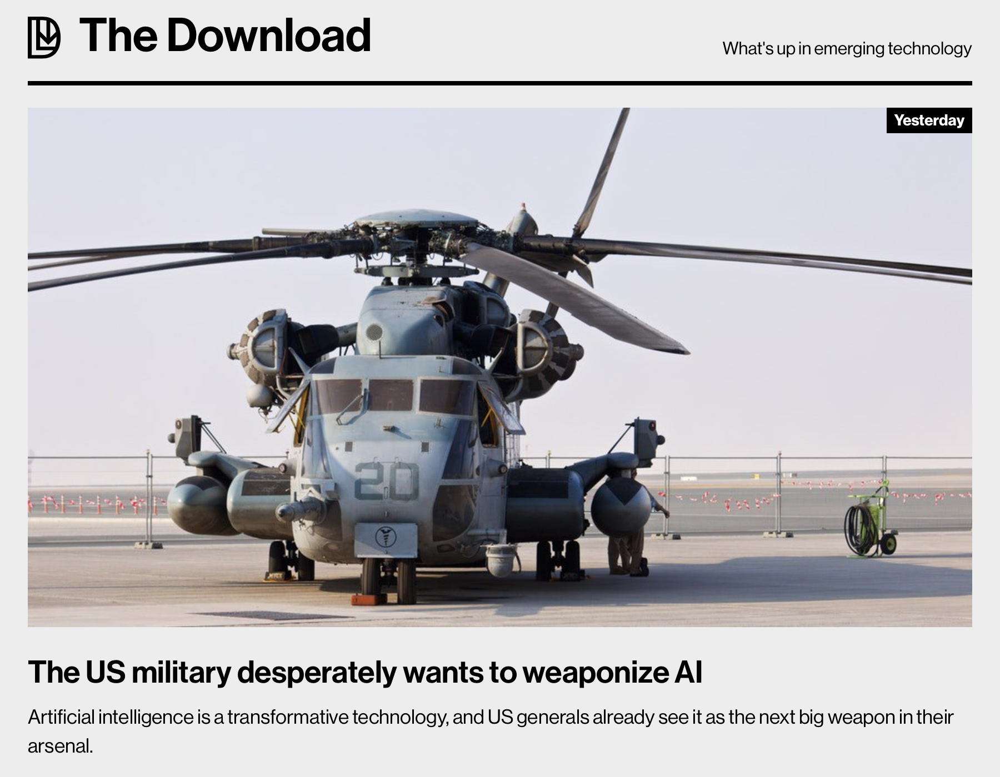 The Download
What's up in emerging technology
Yesterday
20
The US military desperately wants to weaponize AI
Artificial intelligence is a transformative technology, and US generals already see it as the next big weapon in their
arsenal.